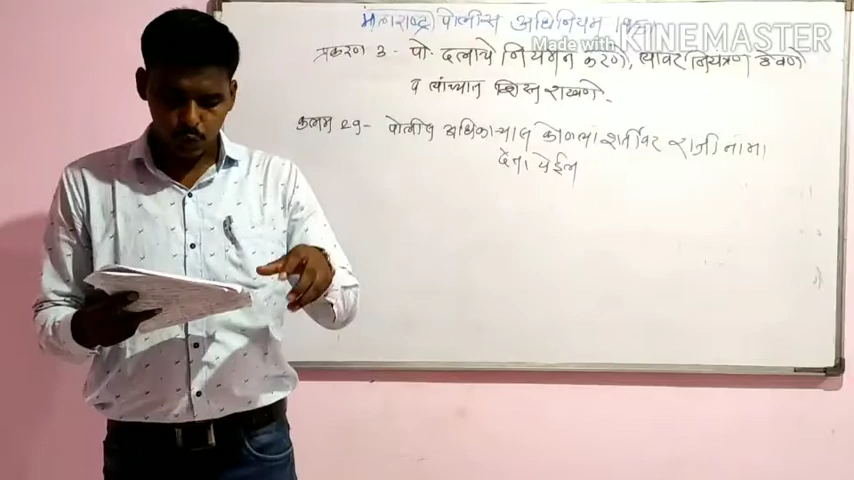 महाराष्ट्र पोलीस अधिनियम 1951
Made with KINEMASTER
प्रकरण 3 - पो. दलाचे नियमन करणे, त्यावर नियंत्रण ठेवणे
व त्यांच्यात शिस्त राखणे.
कलम 29 - पोलीस अधिकाऱ्यास कोणत्या शर्तीवर राजीनामा
देता येईल